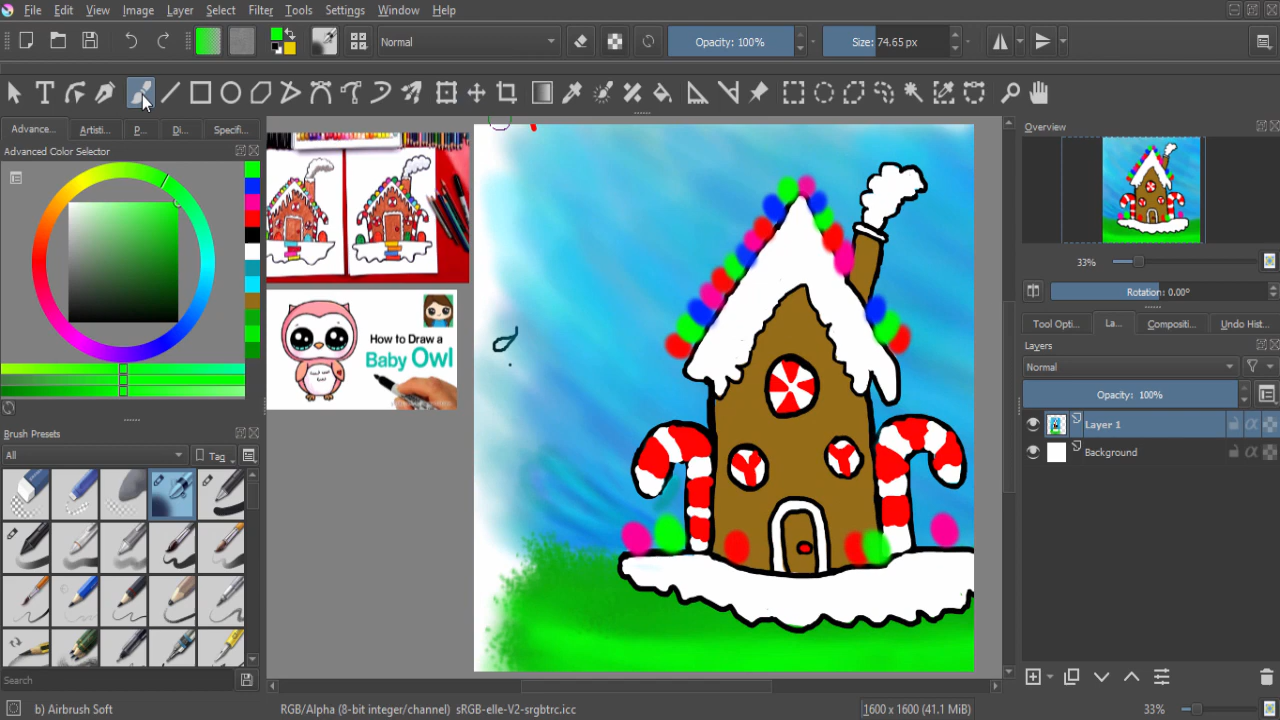 File Edit View Image Layer Select Filter Tools Settings Window Help
Normal Opacity: 100% Size: 74.65 px
Advance... Artisti... P... Di... Specifi...
Advanced Color Selector
Brush Presets
All Tag
Search
b) Airbrush Soft
RGB/Alpha (8-bit integer/channel) sRGB-elle-V2-srgbtrc.icc
1600 x 1600 (41.1 MiB)
33%
How to Draw a
Baby Owl
Overview
33%
Rotation: 0.00°
Tool Opti... La... Compositi... Undo Hist...
Layers
Normal
Opacity: 100%
Layer 1
Background